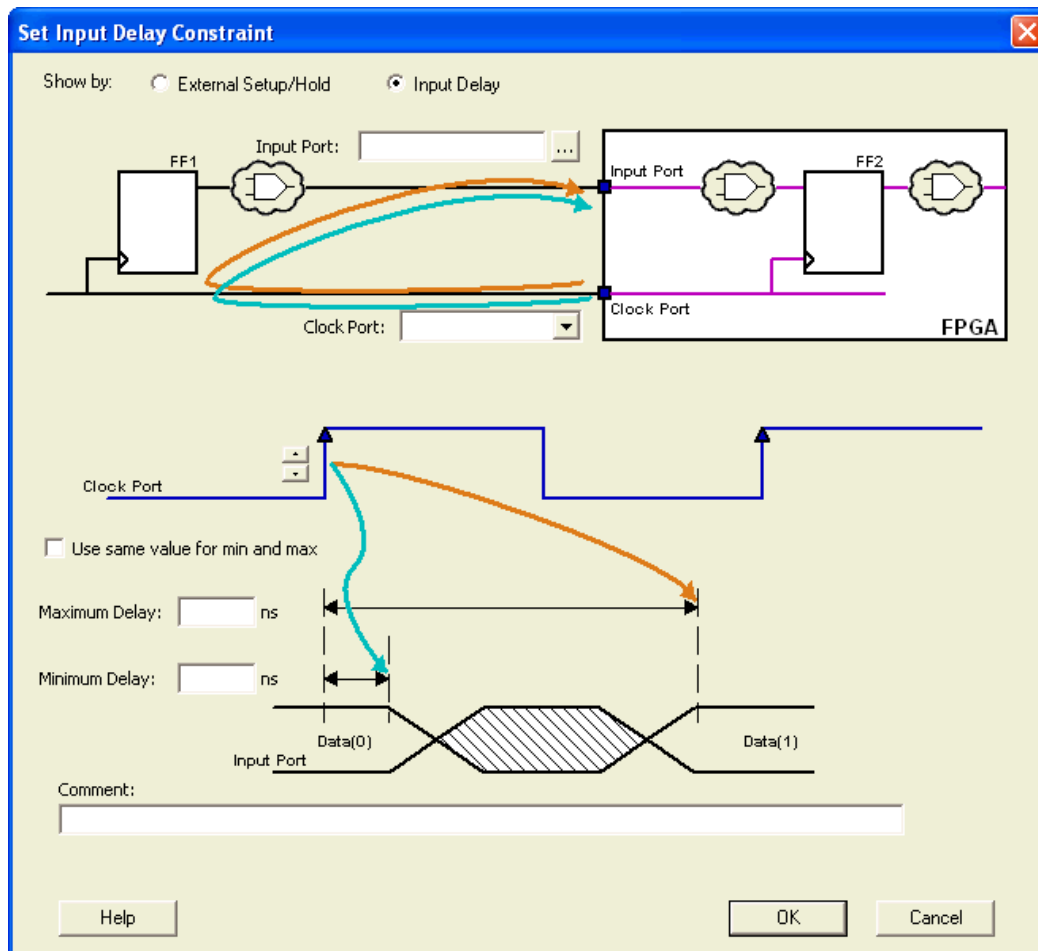 Set Input Delay Constraint
Show by: External Setup/Hold Input Delay
Input Port: ...
FF1
Input Port
FF2
Clock Port
Clock Port:
FPGA
Clock Port
Use same value for min and max
Maximum Delay: ns
Minimum Delay: ns
Data(0)
Data(1)
Input Port
Comment:
Help
OK
Cancel